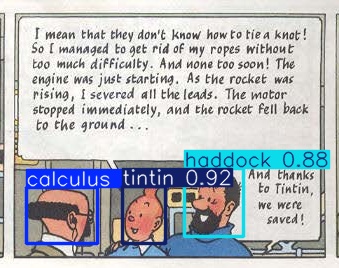 I mean that they don't know how to tie a knot!
So I managed to get rid of my ropes without
too much difficulty. And none too soon! The
engine was just starting. As the rocket was
rising, I severed all the leads. The motor
stopped immediately, and the rocket fell back
to the ground...
haddock 0.88
calculus
tintin 0.92
And thanks
to Tintin,
we were
saved!